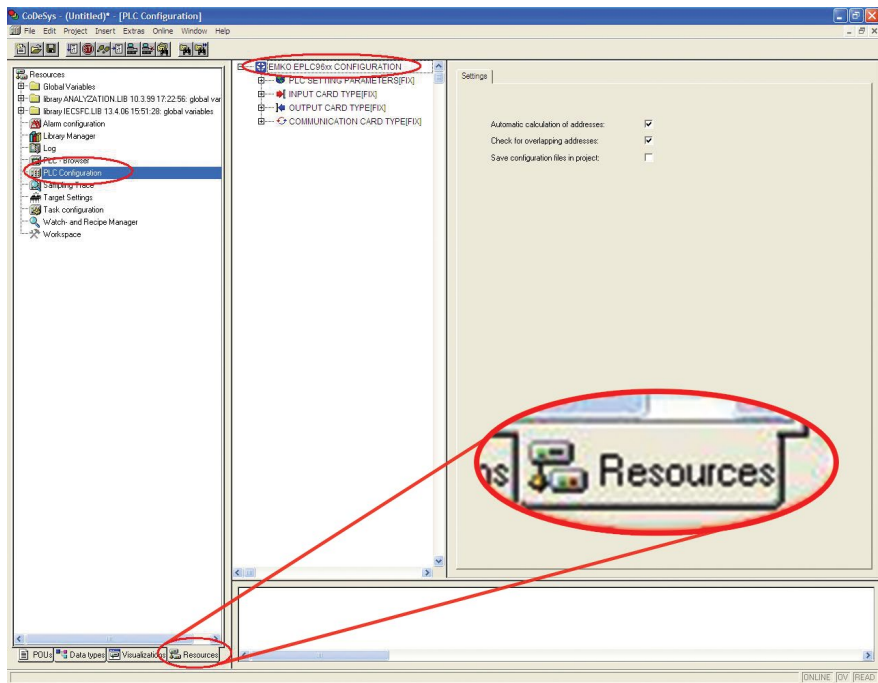 CoDeSys - (Untitled)* - [PLC Configuration]
File Edit Project Insert Extras Online Window Help
Resources
Global Variables
library ANALYZATION.LIB 10.3.99 17:22:56: global var
library IECSFC.LIB 13.4.06 15:51:28: global variables
Alarm configuration
Library Manager
Log
PLC - Browser
PLC Configuration
Sampling Trace
Target Settings
Task configuration
Watch- and Recipe Manager
Workspace
EMKO EPLC96xx CONFIGURATION
PLC SETTING PARAMETERS[FIX]
INPUT CARD TYPE[FIX]
OUTPUT CARD TYPE[FIX]
COMMUNICATION CARD TYPE[FIX]
Settings
Automatic calculation of addresses:
Check for overlapping addresses:
Save configuration files in project:
ns Resources
POUs Data types Visualizations Resources
ONLINE OV READ